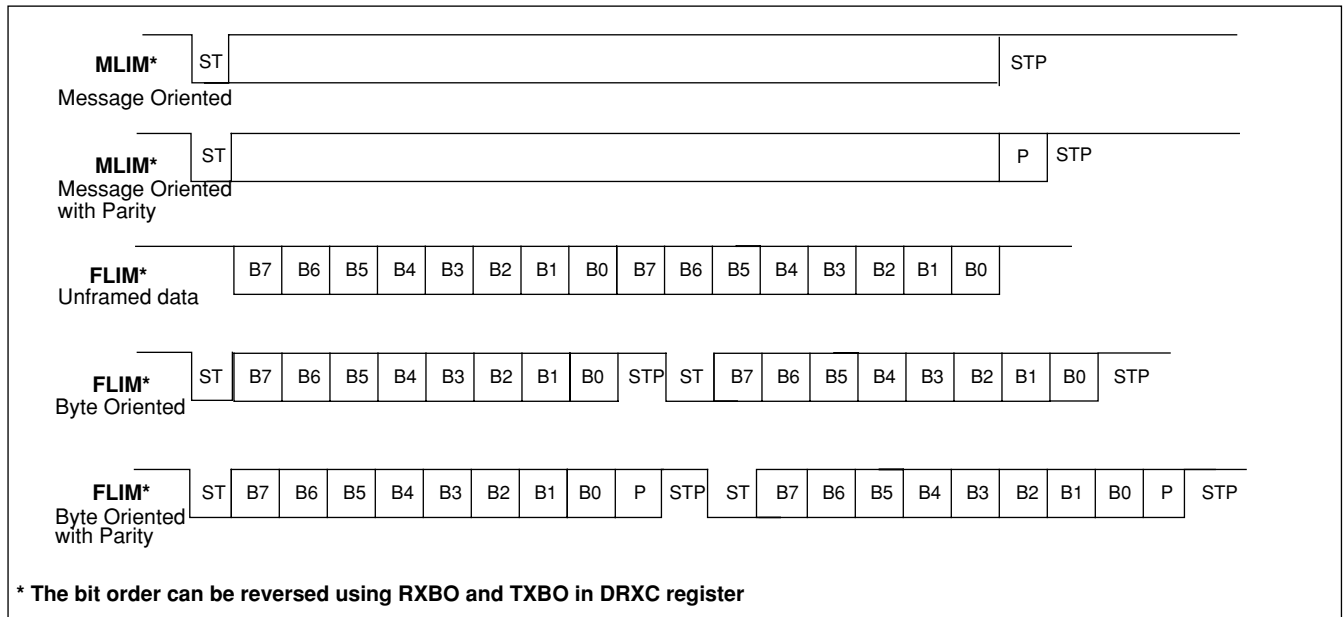 MLIM* ST STP
Message Oriented
MLIM* ST P STP
Message Oriented
with Parity
FLIM* B7 B6 B5 B4 B3 B2 B1 B0 B7 B6 B5 B4 B3 B2 B1 B0
Unframed data
FLIM* ST B7 B6 B5 B4 B3 B2 B1 B0 STP ST B7 B6 B5 B4 B3 B2 B1 B0 STP
Byte Oriented
FLIM* ST B7 B6 B5 B4 B3 B2 B1 B0 P STP ST B7 B6 B5 B4 B3 B2 B1 B0 P STP
Byte Oriented
with Parity
* The bit order can be reversed using RXBO and TXBO in DRXC register